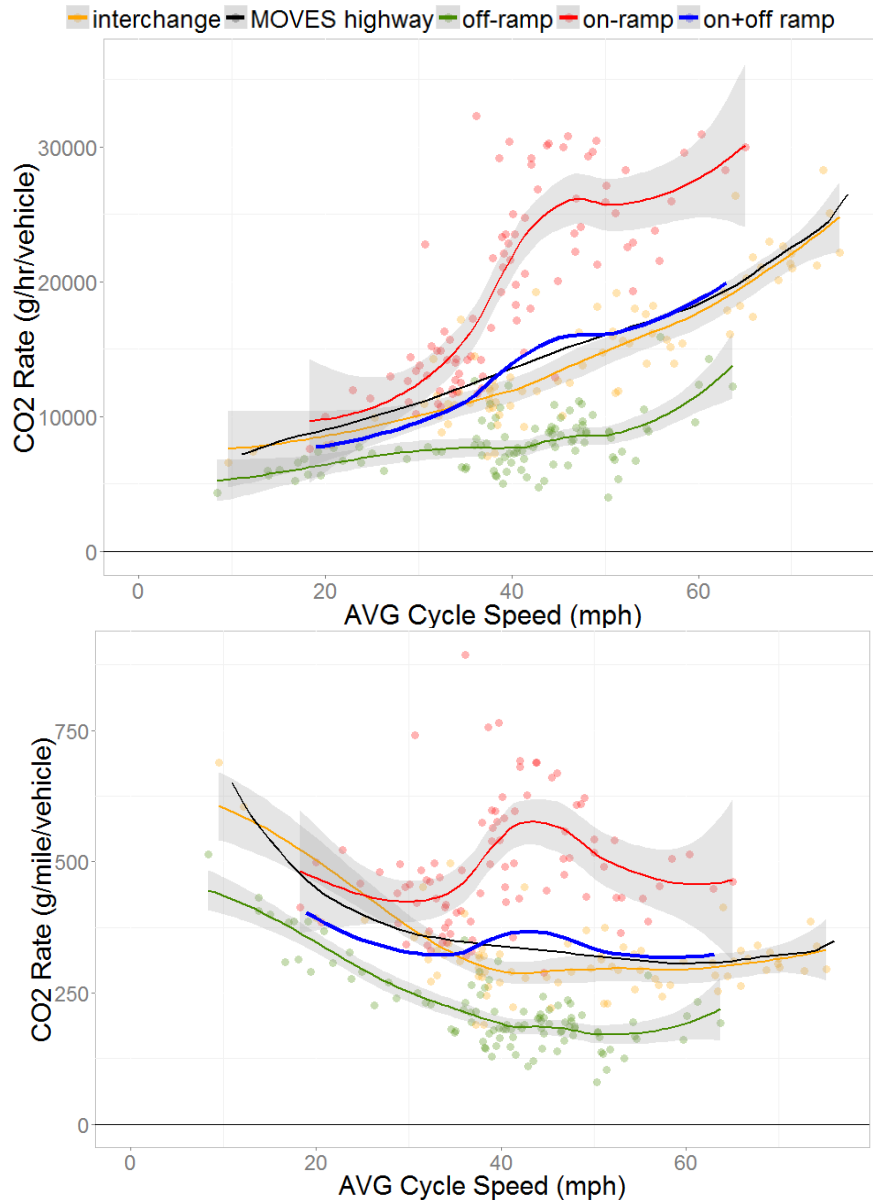 interchange MOVES highway off-ramp on-ramp on+off ramp
30000
20000
10000
0
CO2 Rate (g/hr/vehicle)
0 20 40 60
AVG Cycle Speed (mph)
750
500
250
0
CO2 Rate (g/mile/vehicle)
0 20 40 60
AVG Cycle Speed (mph)